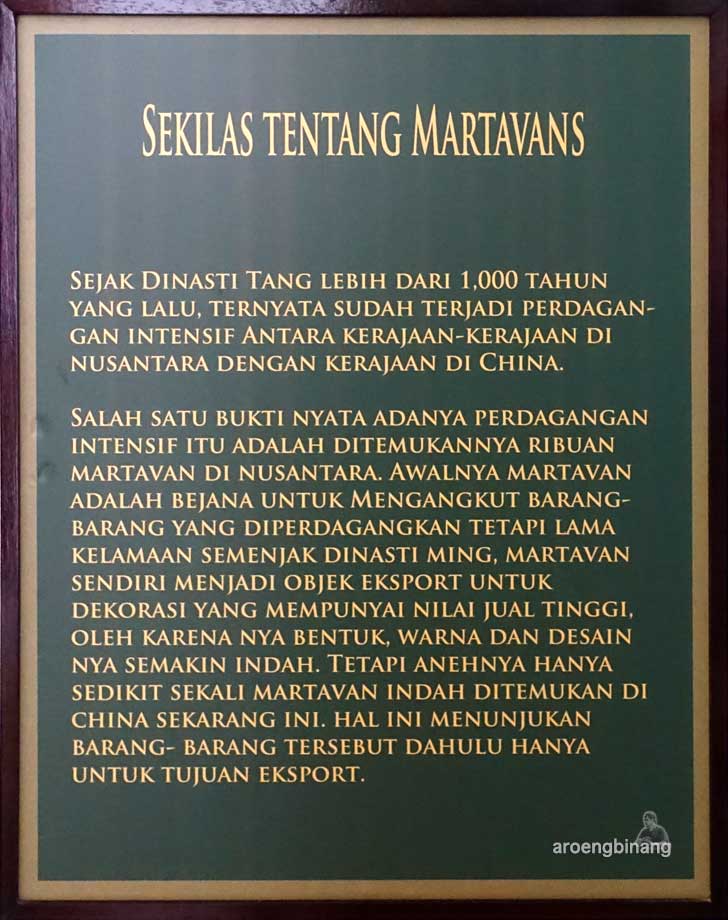 SEKILAS TENTANG MARTAVANS
SEJAK DINASTI TANG LEBIH DARI 1,000 TAHUN
YANG LALU, TERNYATA SUDAH TERJADI PERDAGAN-
GAN INTENSIF ANTARA KERAJAAN-KERAJAAN DI
NUSANTARA DENGAN KERAJAAN DI CHINA.
SALAH SATU BUKTI NYATA ADANYA PERDAGANGAN
INTENSIF ITU ADALAH DITEMUKANNYA RIBUAN
MARTAVAN DI NUSANTARA. AWALNYA MARTAVAN
ADALAH BEJANA UNTUK MENGANGKUT BARANG-
BARANG YANG DIPERDAGANGKAN TETAPI LAMA
KELAMAAN SEMENJAK DINASTI MING, MARTAVAN
SENDIRI MENJADI OBJEK EKSPORT UNTUK
DEKORASI YANG MEMPUNYAI NILAI JUAL TINGGI,
OLEH KARENA NYA BENTUK, WARNA DAN DESAIN
NYA SEMAKIN INDAH. TETAPI ANEHNYA HANYA
SEDIKIT SEKALI MARTAVAN INDAH DITEMUKAN DI
CHINA SEKARANG INI. HAL INI MENUNJUKAN
BARANG- BARANG TERSEBUT DAHULU HANYA
UNTUK TUJUAN EKSPORT.
aroengbinang